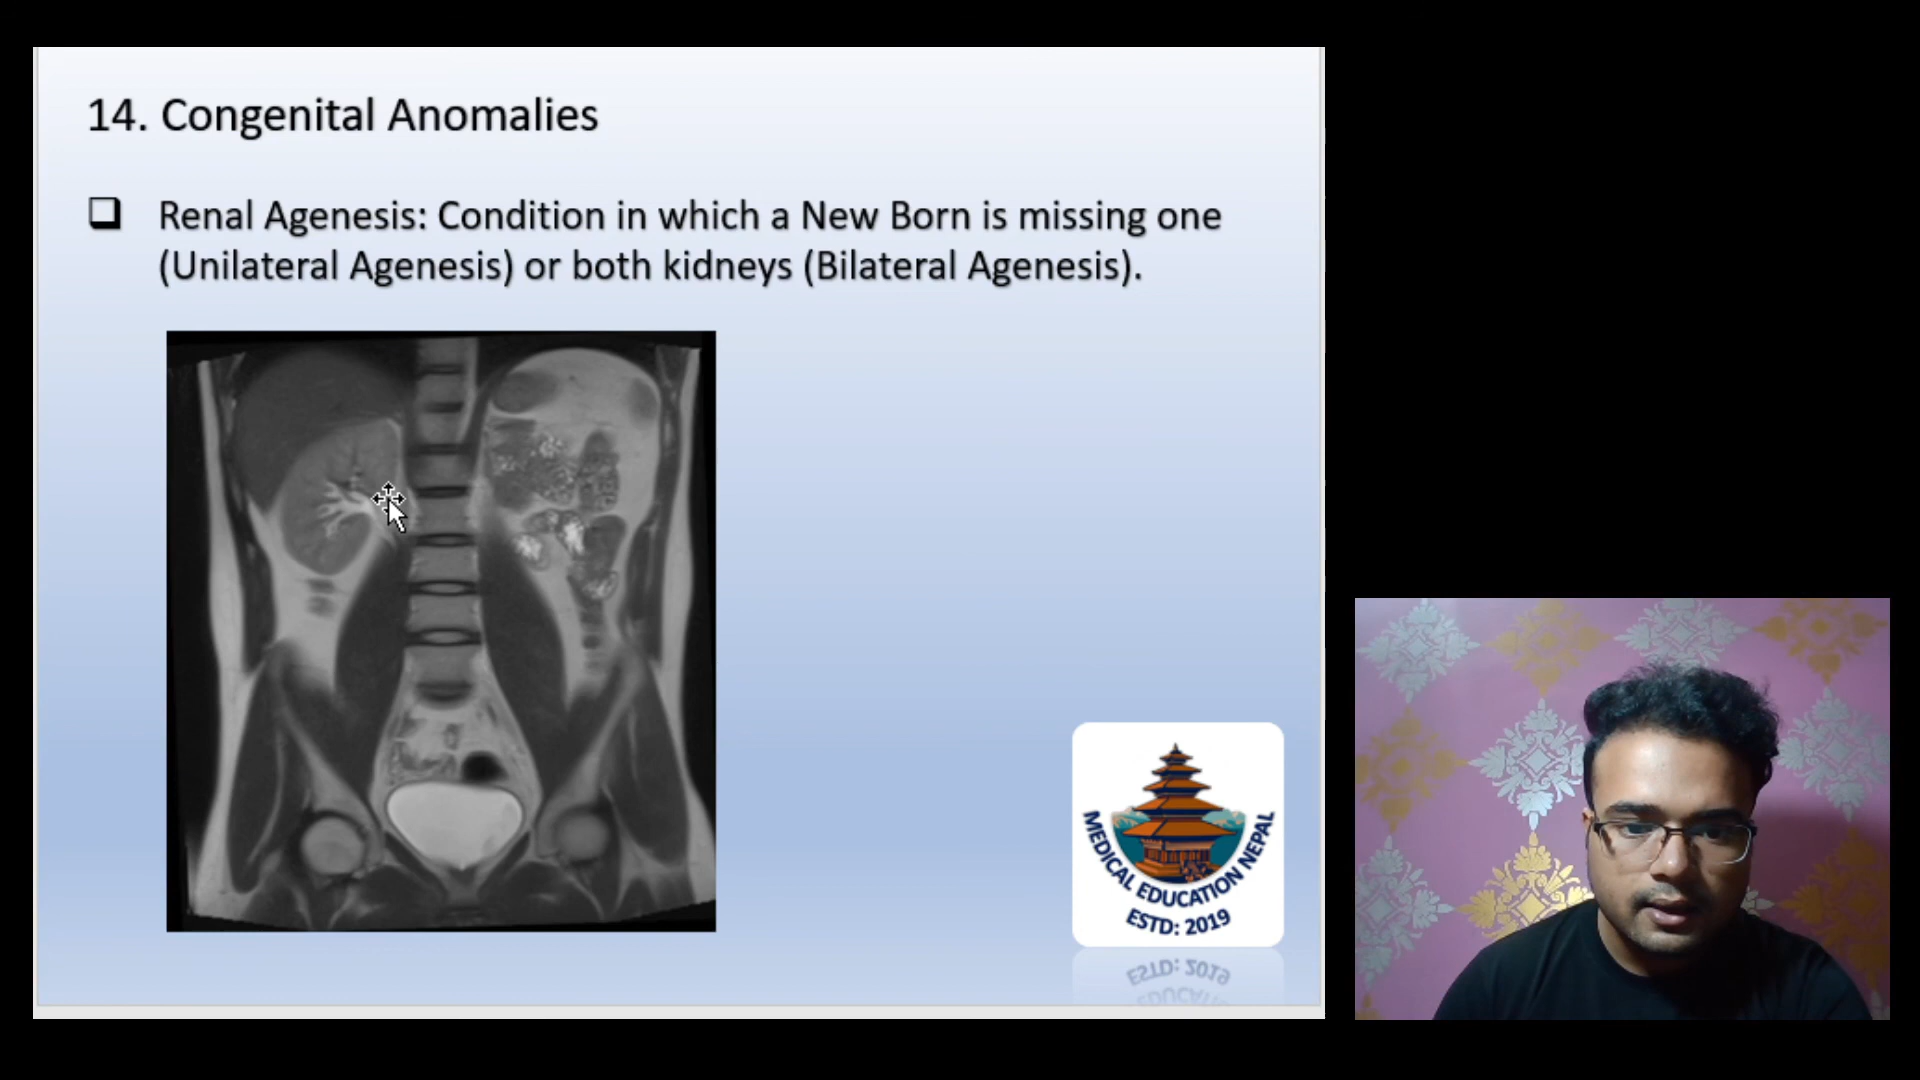 14. Congenital Anomalies
Renal Agenesis: Condition in which a New Born is missing one
(Unilateral Agenesis) or both kidneys (Bilateral Agenesis).
MEDICAL EDUCATION NEPAL
ESTD: 2019